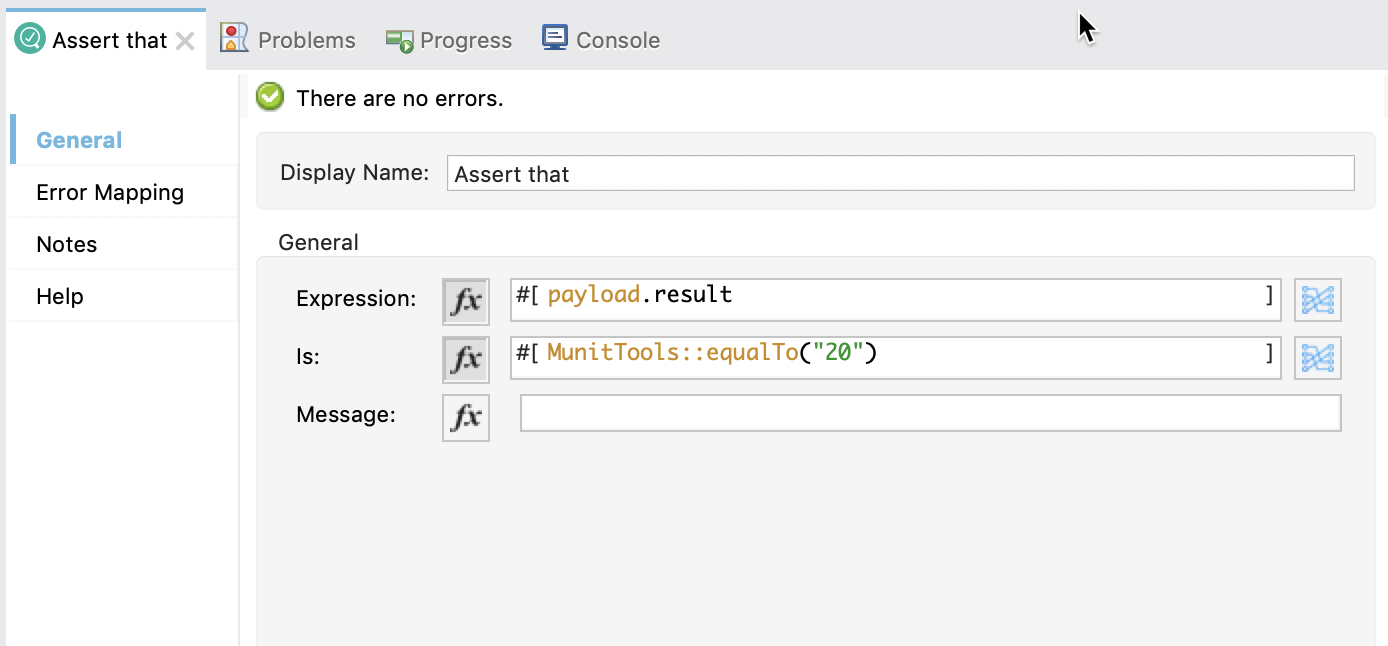 Assert that
Problems
Progress
Console
General
Error Mapping
Notes
Help
There are no errors.
Display Name: Assert that
General
Expression: fx #[ payload.result ]
Is: fx #[ MunitTools::equalTo("20") ]
Message: fx